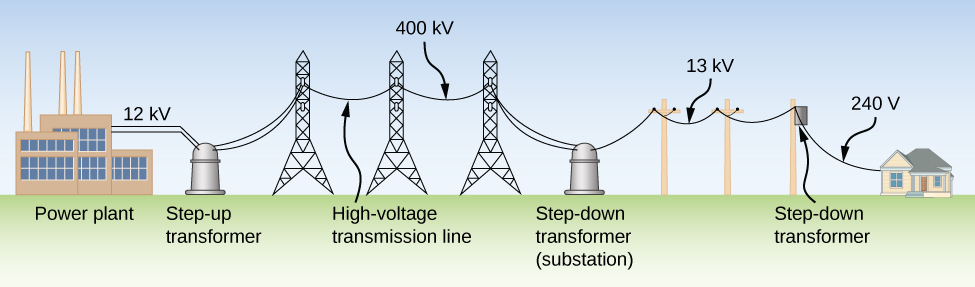 400 kV
13 kV
12 kV
240 V
Power plant
Step-up
transformer
High-voltage
transmission line
Step-down
transformer
(substation)
Step-down
transformer